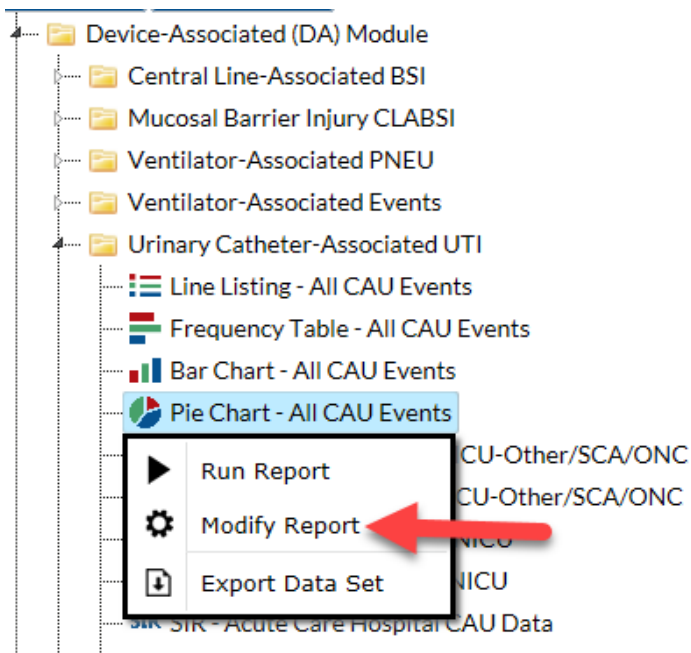 Device-Associated (DA) Module
Central Line-Associated BSI
Mucosal Barrier Injury CLABSI
Ventilator-Associated PNEU
Ventilator-Associated Events
Urinary Catheter-Associated UTI
Line Listing - All CAU Events
Frequency Table - All CAU Events
Bar Chart - All CAU Events
Pie Chart - All CAU Events
CU-Other/SCA/ONC
Run Report
CU-Other/SCA/ONC
Modify Report
NICU
Export Data Set
NICU
SIR SIR - Acute Care Hospital CAU Data